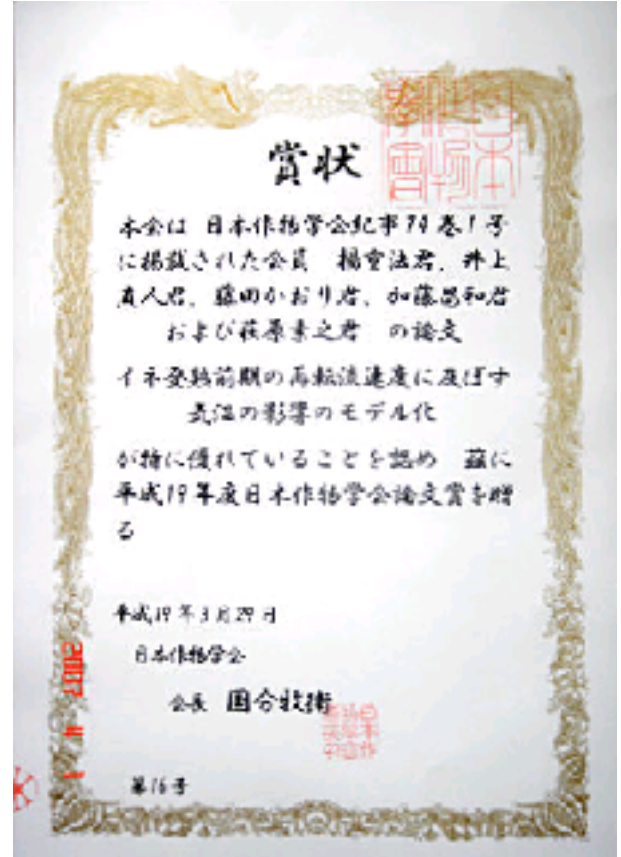 賞状
本会は 日本作物学会紀事74巻1号
に掲載された会員 楊重法君、井上
直人君、藤田かおり君、加藤昌和君
および萩原素之君 の論文
イネ登熟前期の再転流速度に及ぼす
気温の影響のモデル化
が特に優れていることを認め 茲に
平成19年度日本作物学会論文賞を贈
る
平成19年3月29日
日本作物学会
会長 国分牧衛
第16号
2007 4 1